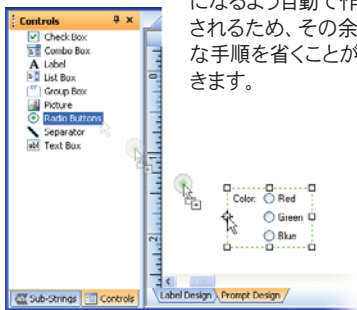 になるよう自動で作
されるため、その余
な手順を省くことが
きます。
Controls
Check Box
Combo Box
Label
List Box
Group Box
Picture
Radio Buttons
Separator
Text Box
Color:
Red
Green
Blue
Sub-Strings
Controls
Label Design
Prompt Design